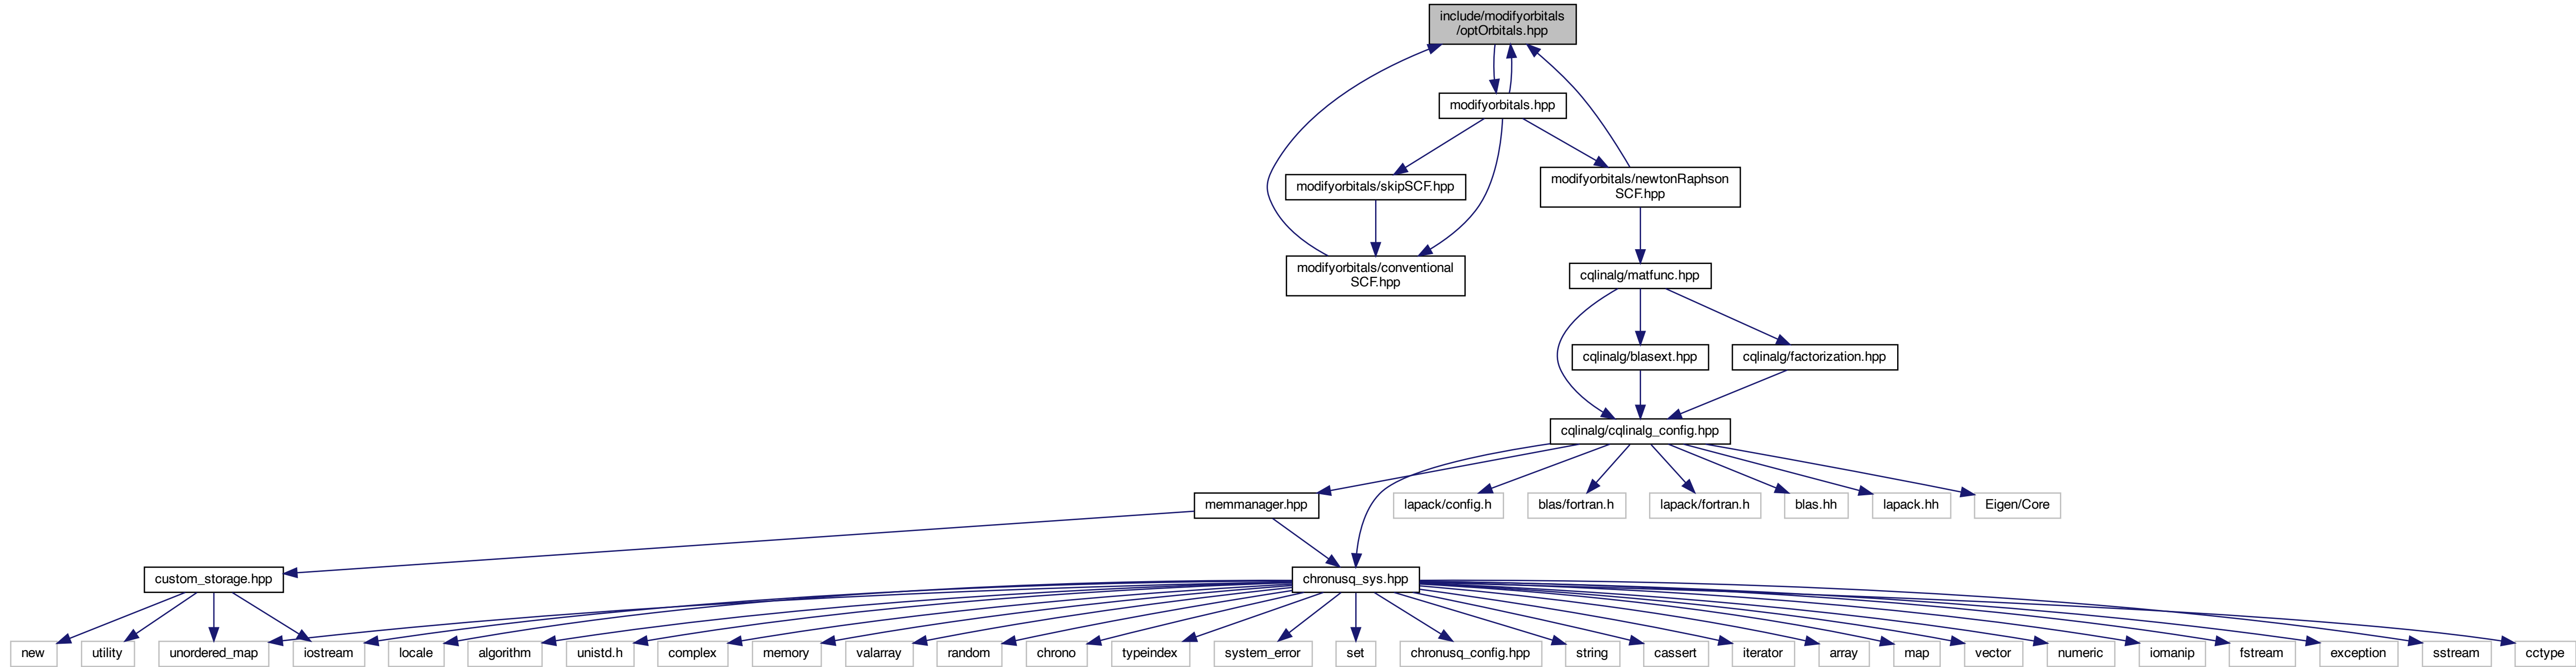 include/modifyorbitals
/optOrbitals.hpp
modifyorbitals.hpp
modifyorbitals/skipSCF.hpp
modifyorbitals/newtonRaphson
SCF.hpp
modifyorbitals/conventional
SCF.hpp
cqlinalg/matfunc.hpp
cqlinalg/blasext.hpp
cqlinalg/factorization.hpp
cqlinalg/cqlinalg_config.hpp
memmanager.hpp
lapack/config.h
blas/fortran.h
lapack/fortran.h
blas.hh
lapack.hh
Eigen/Core
custom_storage.hpp
chronusq_sys.hpp
new
utility
unordered_map
iostream
locale
algorithm
unistd.h
complex
memory
valarray
random
chrono
typeindex
system_error
set
chronusq_config.hpp
string
cassert
iterator
array
map
vector
numeric
iomanip
fstream
exception
sstream
cctype